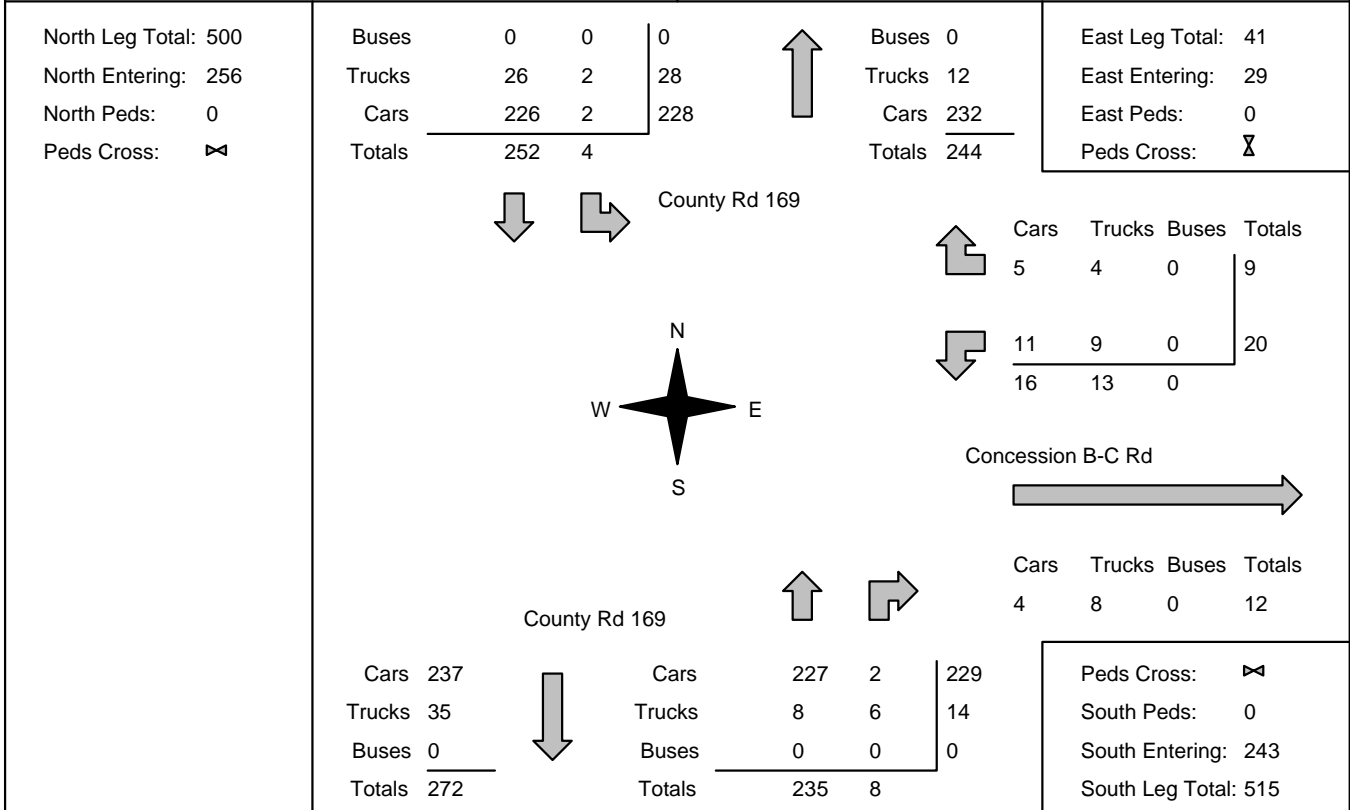 North Leg Total: 500
North Entering: 256
North Peds: 0
Peds Cross:
Buses 0 0 0
Trucks 26 2 28
Cars 226 2 228
Totals 252 4
Buses 0
Trucks 12
Cars 232
Totals 244
East Leg Total: 41
East Entering: 29
East Peds: 0
Peds Cross:
County Rd 169
Cars Trucks Buses Totals
5 4 0 9
11 9 0 20
16 13 0
N
W E
S
Concession B-C Rd
Cars Trucks Buses Totals
4 8 0 12
County Rd 169
Cars 237
Trucks 35
Buses 0
Totals 272
Cars 227 2 229
Trucks 8 6 14
Buses 0 0 0
Totals 235 8
Peds Cross:
South Peds: 0
South Entering: 243
South Leg Total: 515